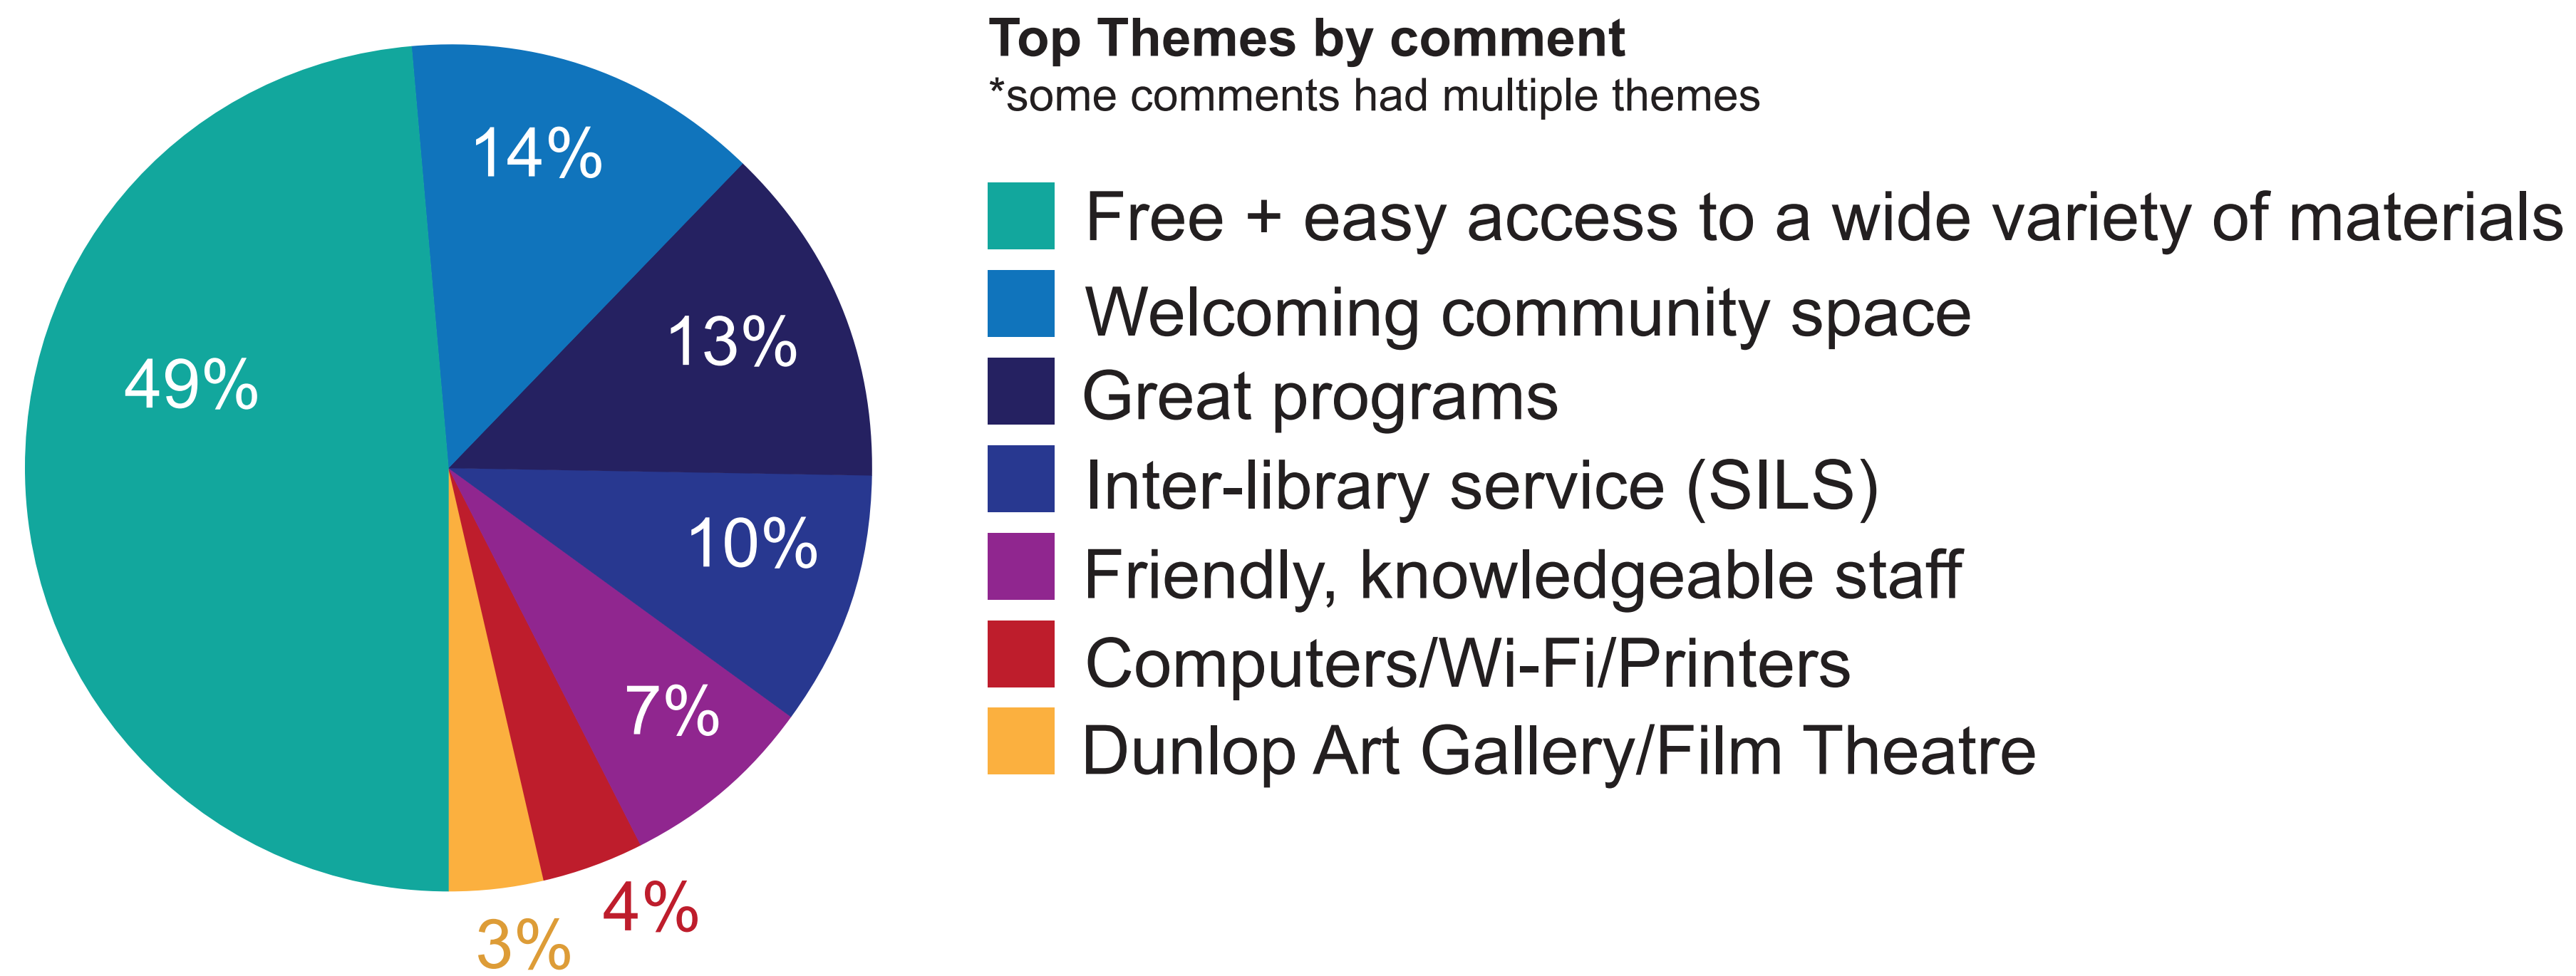 Top Themes by comment
*some comments had multiple themes
Free + easy access to a wide variety of materials
Welcoming community space
Great programs
Inter-library service (SILS)
Friendly, knowledgeable staff
Computers/Wi-Fi/Printers
Dunlop Art Gallery/Film Theatre
14%
13%
49%
10%
7%
4%
3%